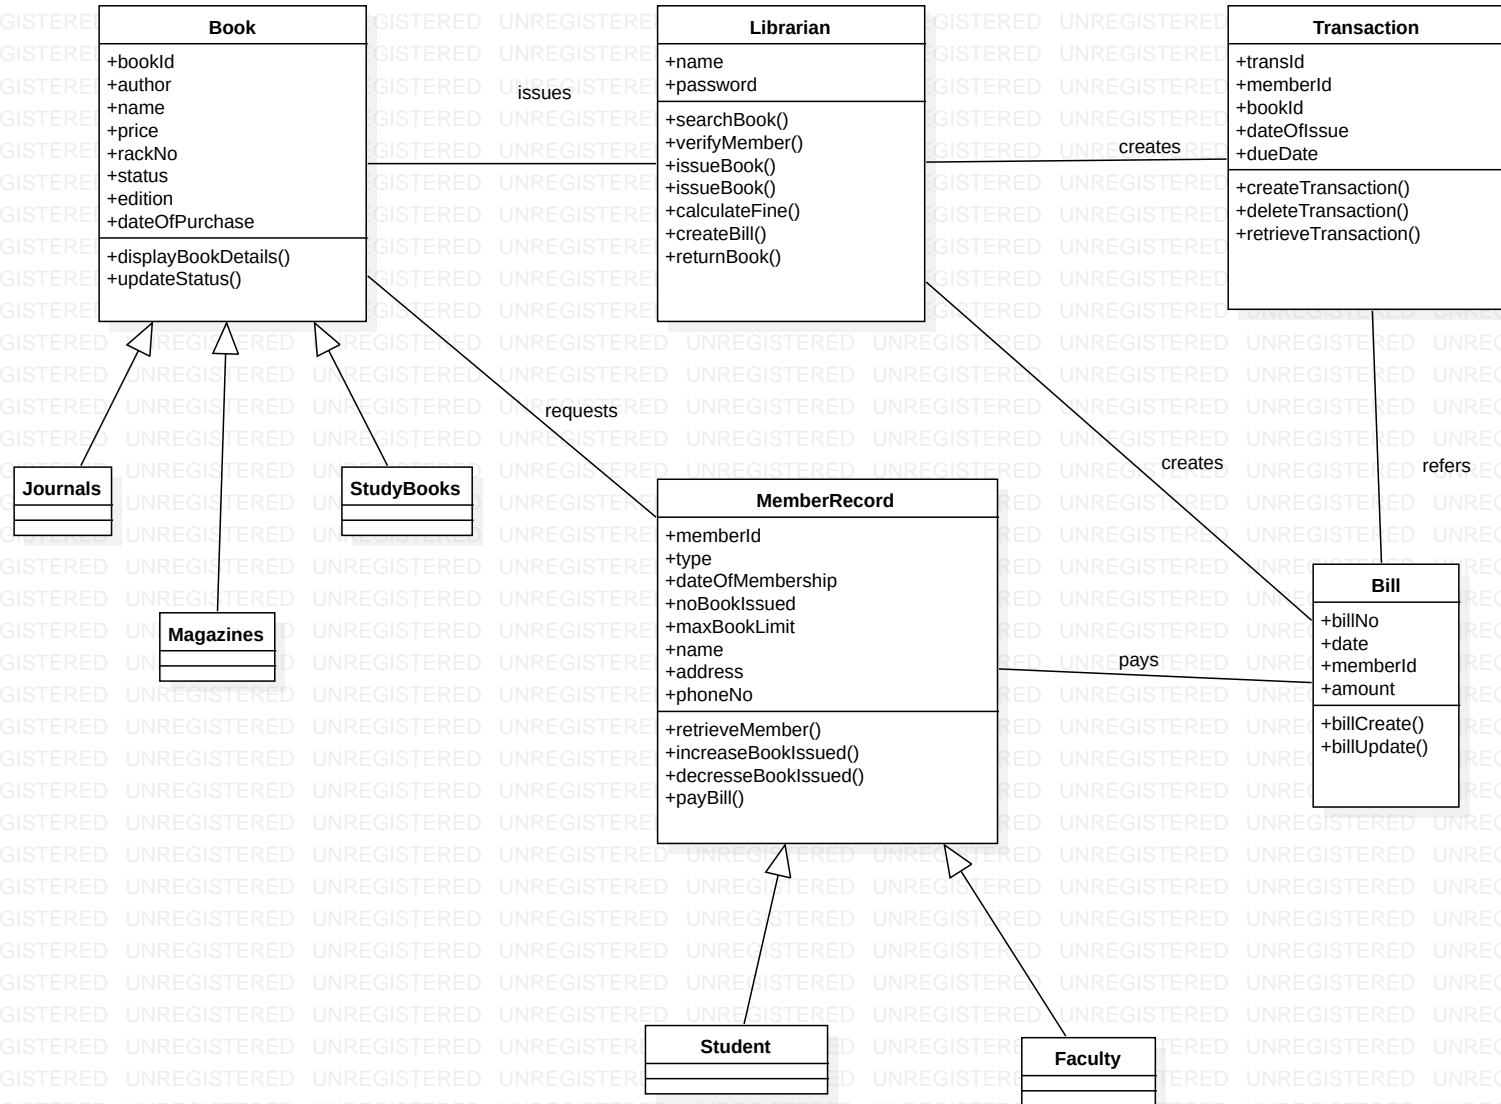 Book
+bookId
+author
+name
+price
+rackNo
+status
+edition
+dateOfPurchase
+displayBookDetails()
+updateStatus()
issues
Librarian
+name
+password
+searchBook()
+verifyMember()
+issueBook()
+issueBook()
+calculateFine()
+createBill()
+returnBook()
creates
Transaction
+transId
+memberId
+bookId
+dateOfIssue
+dueDate
+createTransaction()
+deleteTransaction()
+retrieveTransaction()
requests
creates
refers
Journals
StudyBooks
Magazines
MemberRecord
+memberId
+type
+dateOfMembership
+noBookIssued
+maxBookLimit
+name
+address
+phoneNo
+retrieveMember()
+increaseBookIssued()
+decresseBookIssued()
+payBill()
pays
Bill
+billNo
+date
+memberId
+amount
+billCreate()
+billUpdate()
Student
Faculty
UNREGISTERED